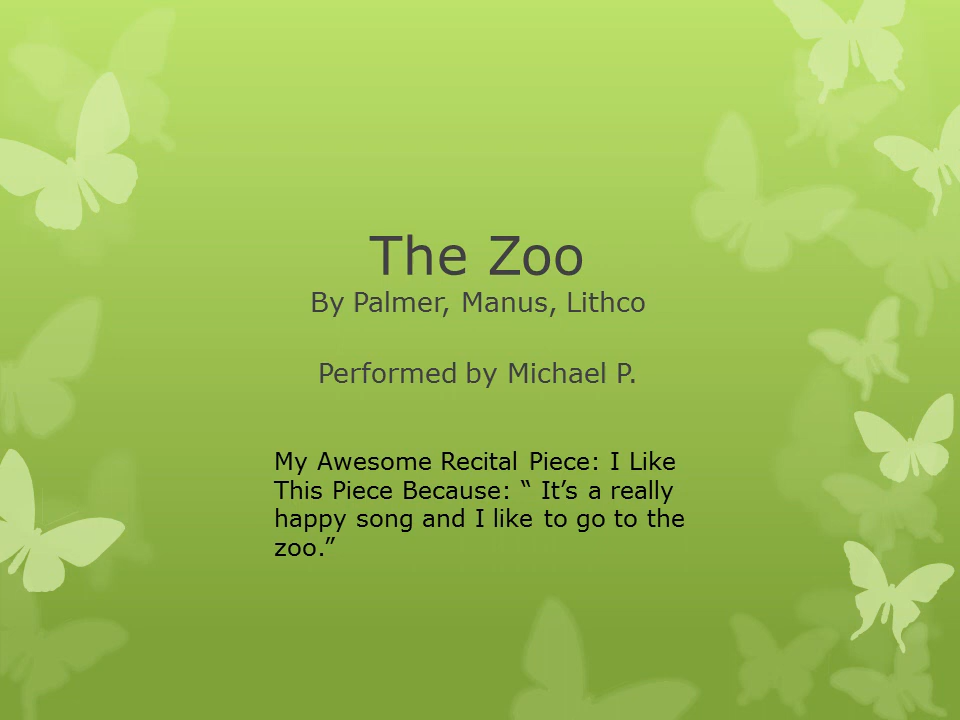 The Zoo
By Palmer, Manus, Lithco
Performed by Michael P.
My Awesome Recital Piece: I Like
This Piece Because: “ It’s a really
happy song and I like to go to the
zoo.”